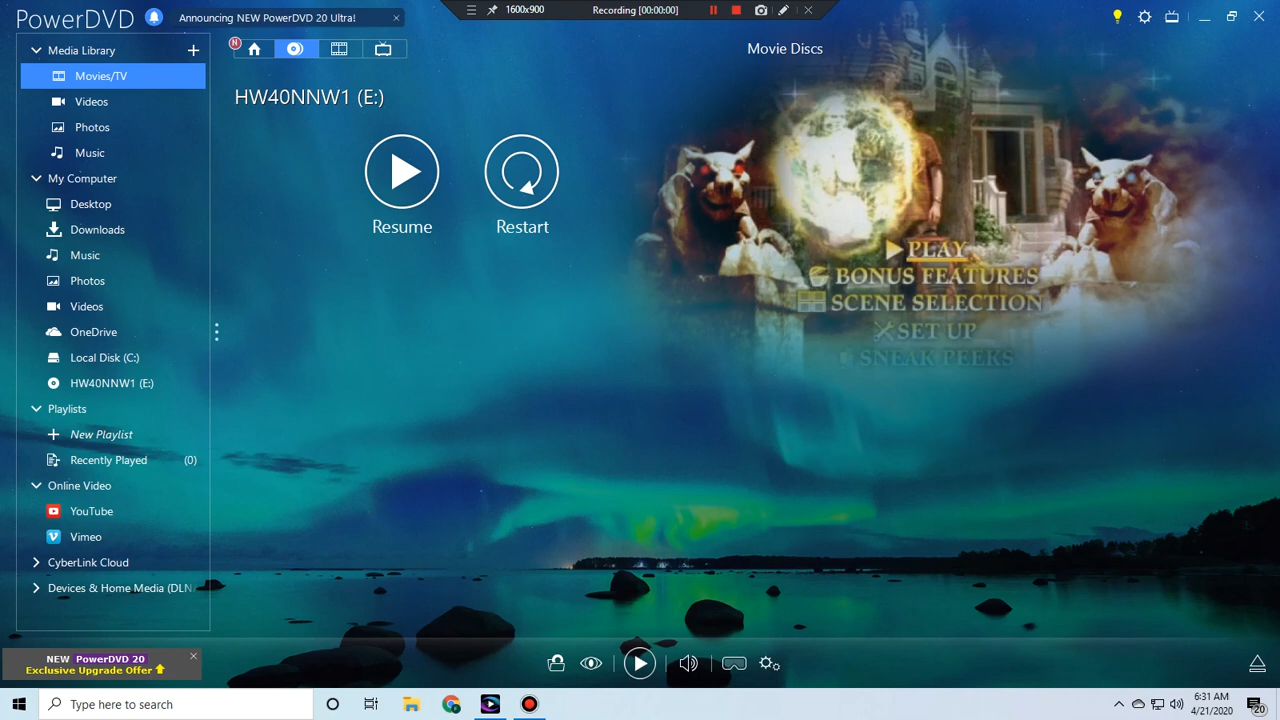 PowerDVD
Announcing NEW PowerDVD 20 Ultra!
1600x900
Recording [00:00:00]
Media Library
Movies/TV
Videos
Photos
Music
My Computer
Desktop
Downloads
Music
Photos
Videos
OneDrive
Local Disk (C:)
HW40NNW1 (E:)
Playlists
New Playlist
Recently Played (0)
Online Video
YouTube
Vimeo
CyberLink Cloud
Devices & Home Media (DLN
NEW PowerDVD 20
Exclusive Upgrade Offer
N
Movie Discs
HW40NNW1 (E:)
Resume
Restart
PLAY
BONUS FEATURES
SCENE SELECTION
SET UP
SNEAK PEEKS
Type here to search
6:31 AM
4/21/2020
20